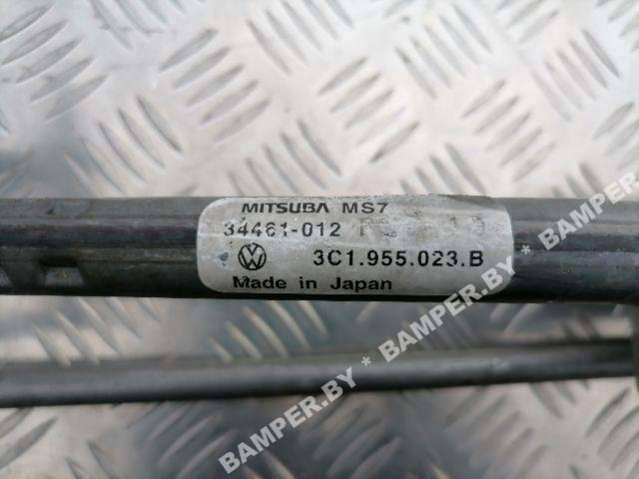 MITSUBA MS7
34461-012
3C1.955.023.B
Made in Japan
* BAMPER.BY * BAMPER.BY * BAMPER.BY